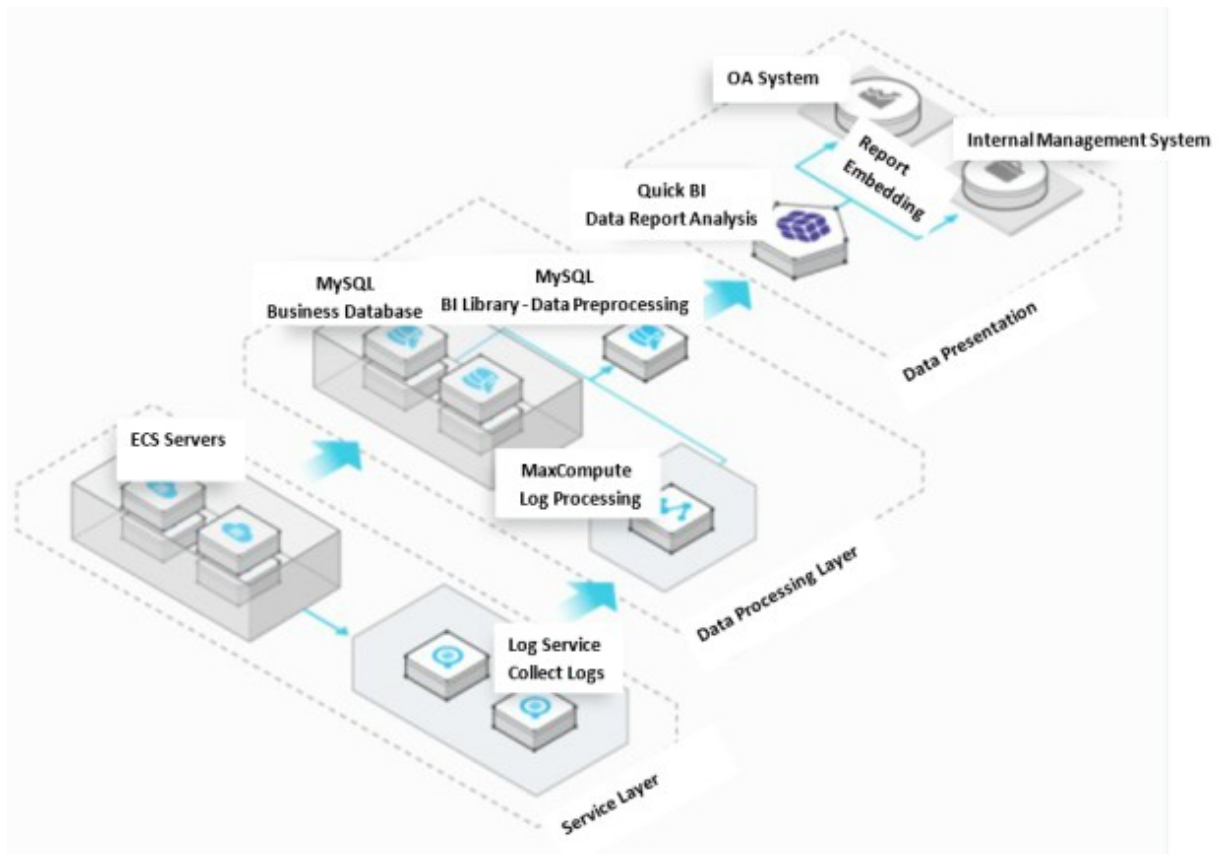 OA System
Internal Management System
Report
Embedding
Quick BI
Data Report Analysis
Data Presentation
MySQL
Business Database
MySQL
BI Library - Data Preprocessing
MaxCompute
Log Processing
Data Processing Layer
ECS Servers
Log Service
Collect Logs
Service Layer